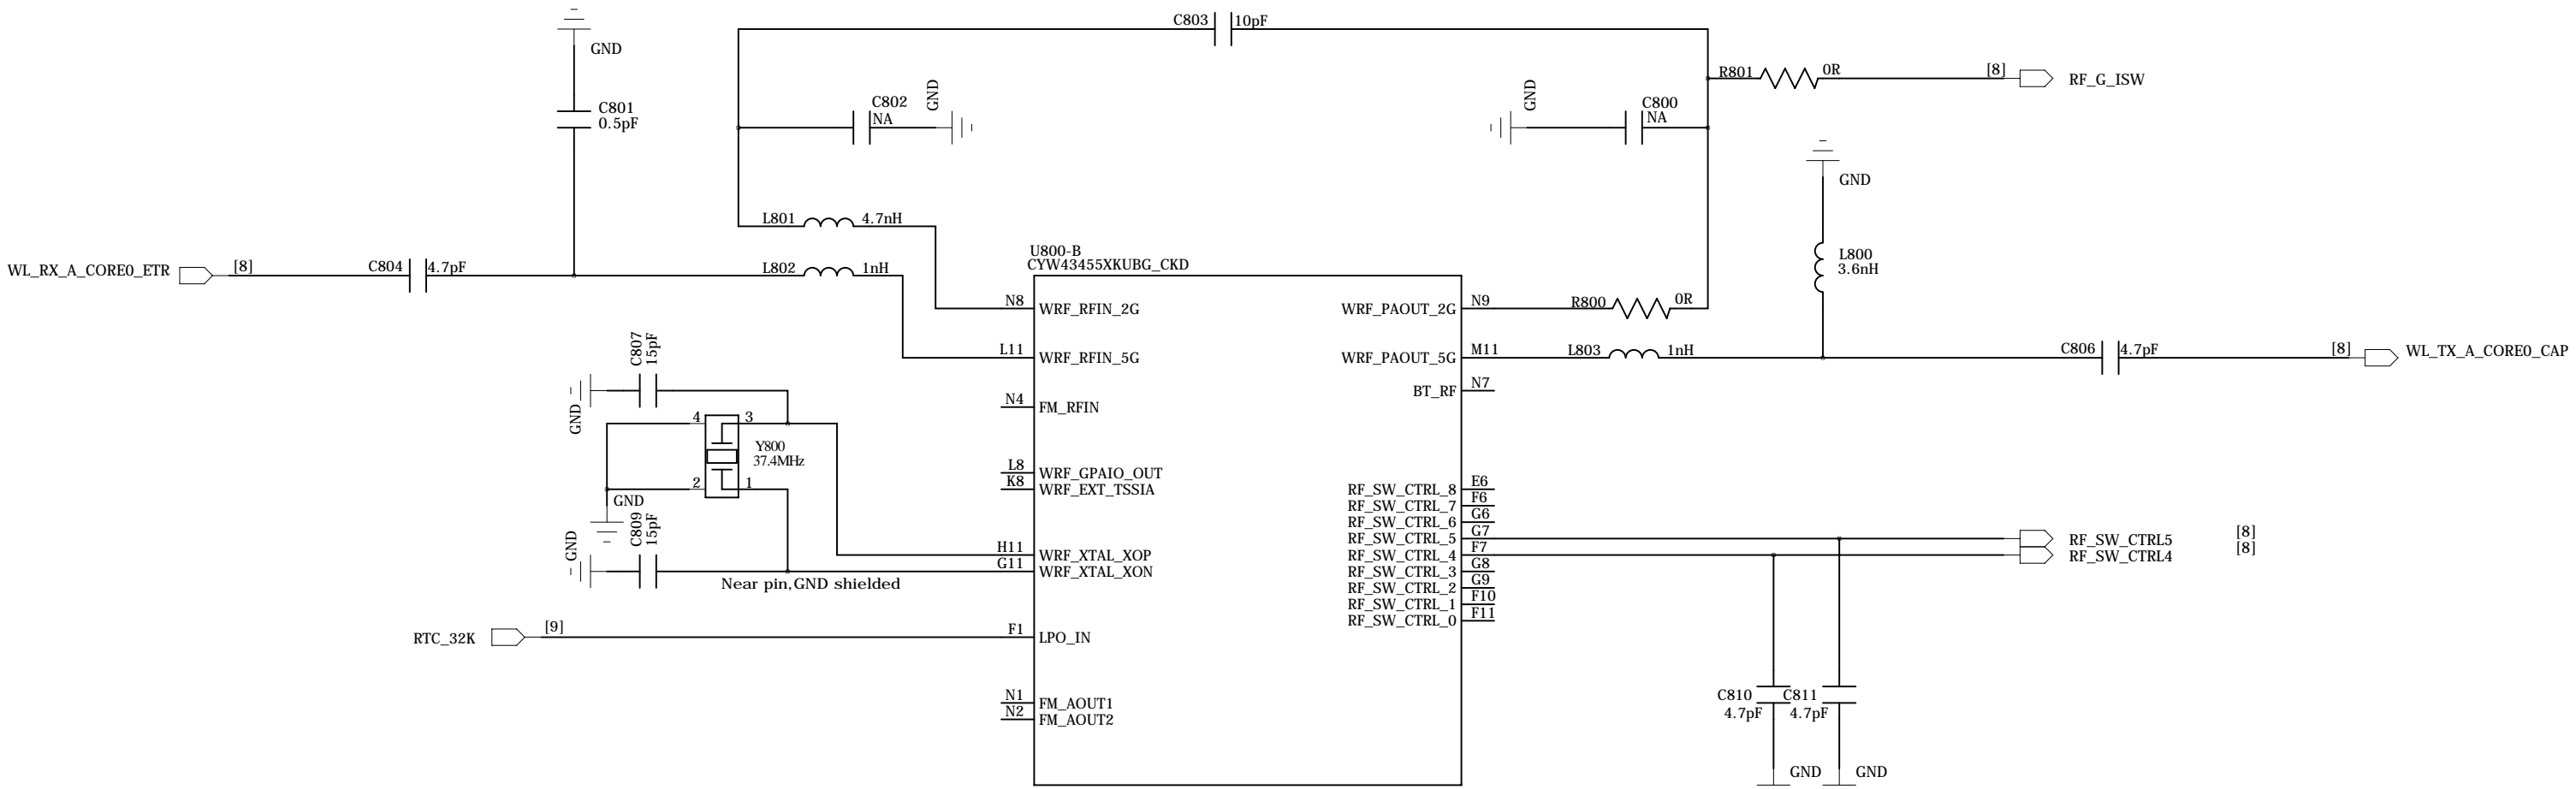 C803 10pF
GND
R801 0R [8] RF_G_ISW
C801
0.5pF
C802
NA
GND
GND
C800
NA
GND
L801 4.7nH
L800
3.6nH
WL_RX_A_CORE0_ETR [8] C804 4.7pF
L802 1nH
U800-B
CYW43455XKUBG_CKD
N8 WRF_RFIN_2G
WRF_PAOUT_2G N9 R800 0R
L11 WRF_RFIN_5G
WRF_PAOUT_5G M11 L803 1nH
C806 4.7pF [8] WL_TX_A_CORE0_CAP
C807
15pF
GND
BT_RF N7
N4 FM_RFIN
4 3
Y800
37.4MHz
2 1
GND
L8 WRF_GPAIO_OUT
K8 WRF_EXT_TSSIA
RF_SW_CTRL_8 E6
RF_SW_CTRL_7 F6
RF_SW_CTRL_6 G6
RF_SW_CTRL_5 G7 RF_SW_CTRL5 [8]
RF_SW_CTRL_4 F7 RF_SW_CTRL4 [8]
RF_SW_CTRL_3 G8
RF_SW_CTRL_2 G9
RF_SW_CTRL_1 F10
RF_SW_CTRL_0 F11
C809
15pF
GND
H11 WRF_XTAL_XOP
G11 WRF_XTAL_XON
Near pin,GND shielded
RTC_32K [9] F1 LPO_IN
N1 FM_AOUT1
N2 FM_AOUT2
C810
4.7pF
C811
4.7pF
GND GND